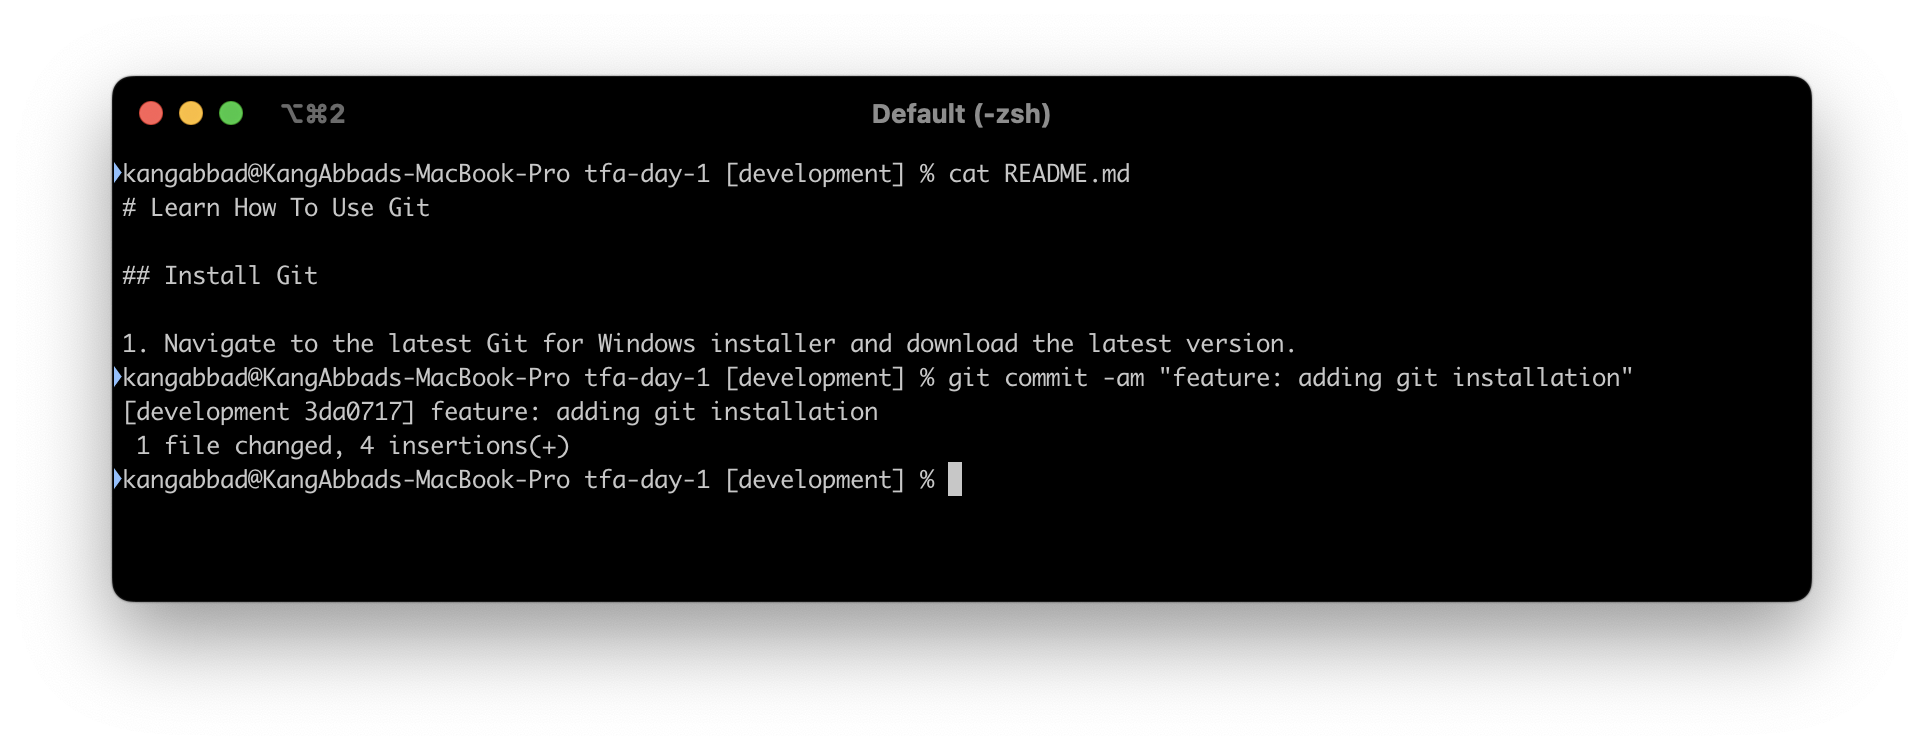 ⌥⌘2
Default (-zsh)
kangabbad@KangAbbads-MacBook-Pro tfa-day-1 [development] % cat README.md
# Learn How To Use Git
## Install Git
1. Navigate to the latest Git for Windows installer and download the latest version.
kangabbad@KangAbbads-MacBook-Pro tfa-day-1 [development] % git commit -am "feature: adding git installation"
[development 3da0717] feature: adding git installation
 1 file changed, 4 insertions(+)
kangabbad@KangAbbads-MacBook-Pro tfa-day-1 [development] %